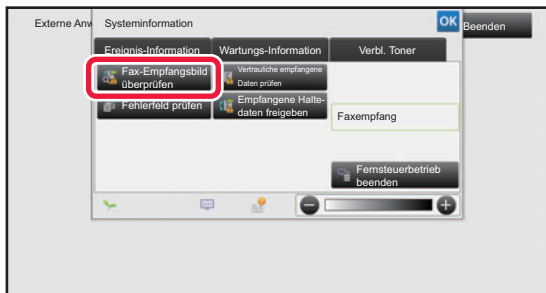 Externe Anw
Systeminformation
OK
Beenden
Ereignis-Information
Wartungs-Information
Verbl. Toner
Fax-Empfangsbild
überprüfen
Vertrauliche empfangene
Daten prüfen
Fehlerfeld prüfen
Empfangene Halte-
daten freigeben
Faxempfang
Fernsteuerbetrieb
beenden